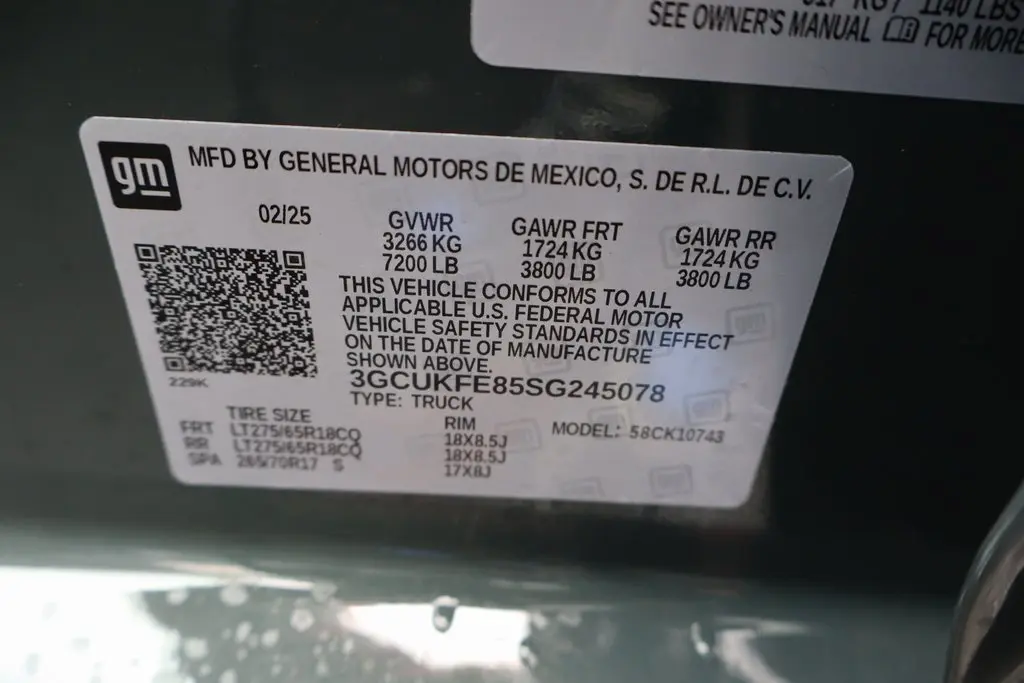 KG / 1140 LBS
SEE OWNER'S MANUAL FOR MORE
gm
MFD BY GENERAL MOTORS DE MEXICO, S. DE R.L. DE C.V.
02/25
GVWR GAWR FRT GAWR RR
3266 KG 1724 KG 1724 KG
7200 LB 3800 LB 3800 LB
THIS VEHICLE CONFORMS TO ALL
APPLICABLE U.S. FEDERAL MOTOR
VEHICLE SAFETY STANDARDS IN EFFECT
ON THE DATE OF MANUFACTURE
SHOWN ABOVE.
229K
3GCUKFE85SG245078
TYPE: TRUCK
TIRE SIZE RIM MODEL: 58CK10743
FRT LT275/65R18CQ 18X8.5J
RR LT275/65R18CQ 18X8.5J
SPA 265/70R17 S 17X8J